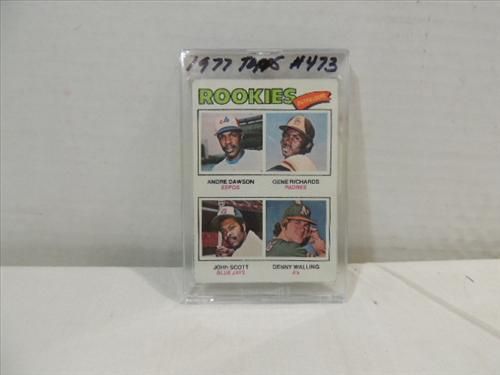 1977 Topps #473
ROOKIES
OUTFIELDERS
ANDRE DAWSON GENE RICHARDS
EXPOS PADRES
JOHN SCOTT DENNY WALLING
BLUE JAYS A's